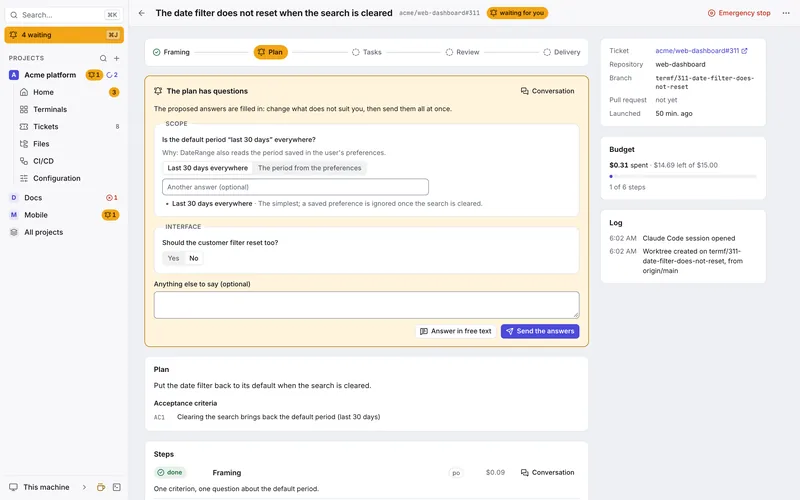 Search...
⌘K
4 waiting
⌘J
PROJECTS
A Acme platform
1
2
Home
3
Terminals
Tickets
8
Files
CI/CD
Configuration
D Docs
1
M Mobile
1
All projects
This machine
The date filter does not reset when the search is cleared
acme/web-dashboard#311
waiting for you
Emergency stop
Framing
Plan
Tasks
Review
Delivery
The plan has questions
Conversation
The proposed answers are filled in: change what does not suit you, then send them all at once.
SCOPE
Is the default period “last 30 days” everywhere?
Why: DateRange also reads the period saved in the user's preferences.
Last 30 days everywhere
The period from the preferences
Another answer (optional)
• Last 30 days everywhere · The simplest; a saved preference is ignored once the search is cleared.
INTERFACE
Should the customer filter reset too?
Yes
No
Anything else to say (optional)
Answer in free text
Send the answers
Plan
Put the date filter back to its default when the search is cleared.
Acceptance criteria
AC1
Clearing the search brings back the default period (last 30 days)
Steps
done
Framing
po
$0.09
Conversation
One criterion, one question about the default period.
Ticket
acme/web-dashboard#311
Repository
web-dashboard
Branch
termf/311-date-filter-does-
not-reset
Pull request
not yet
Launched
50 min. ago
Budget
$0.31 spent · $14.69 left of $15.00
1 of 6 steps
Log
6:02 AM
Claude Code session opened
6:02 AM
Worktree created on termf/311-
date-filter-does-not-reset, from
origin/main